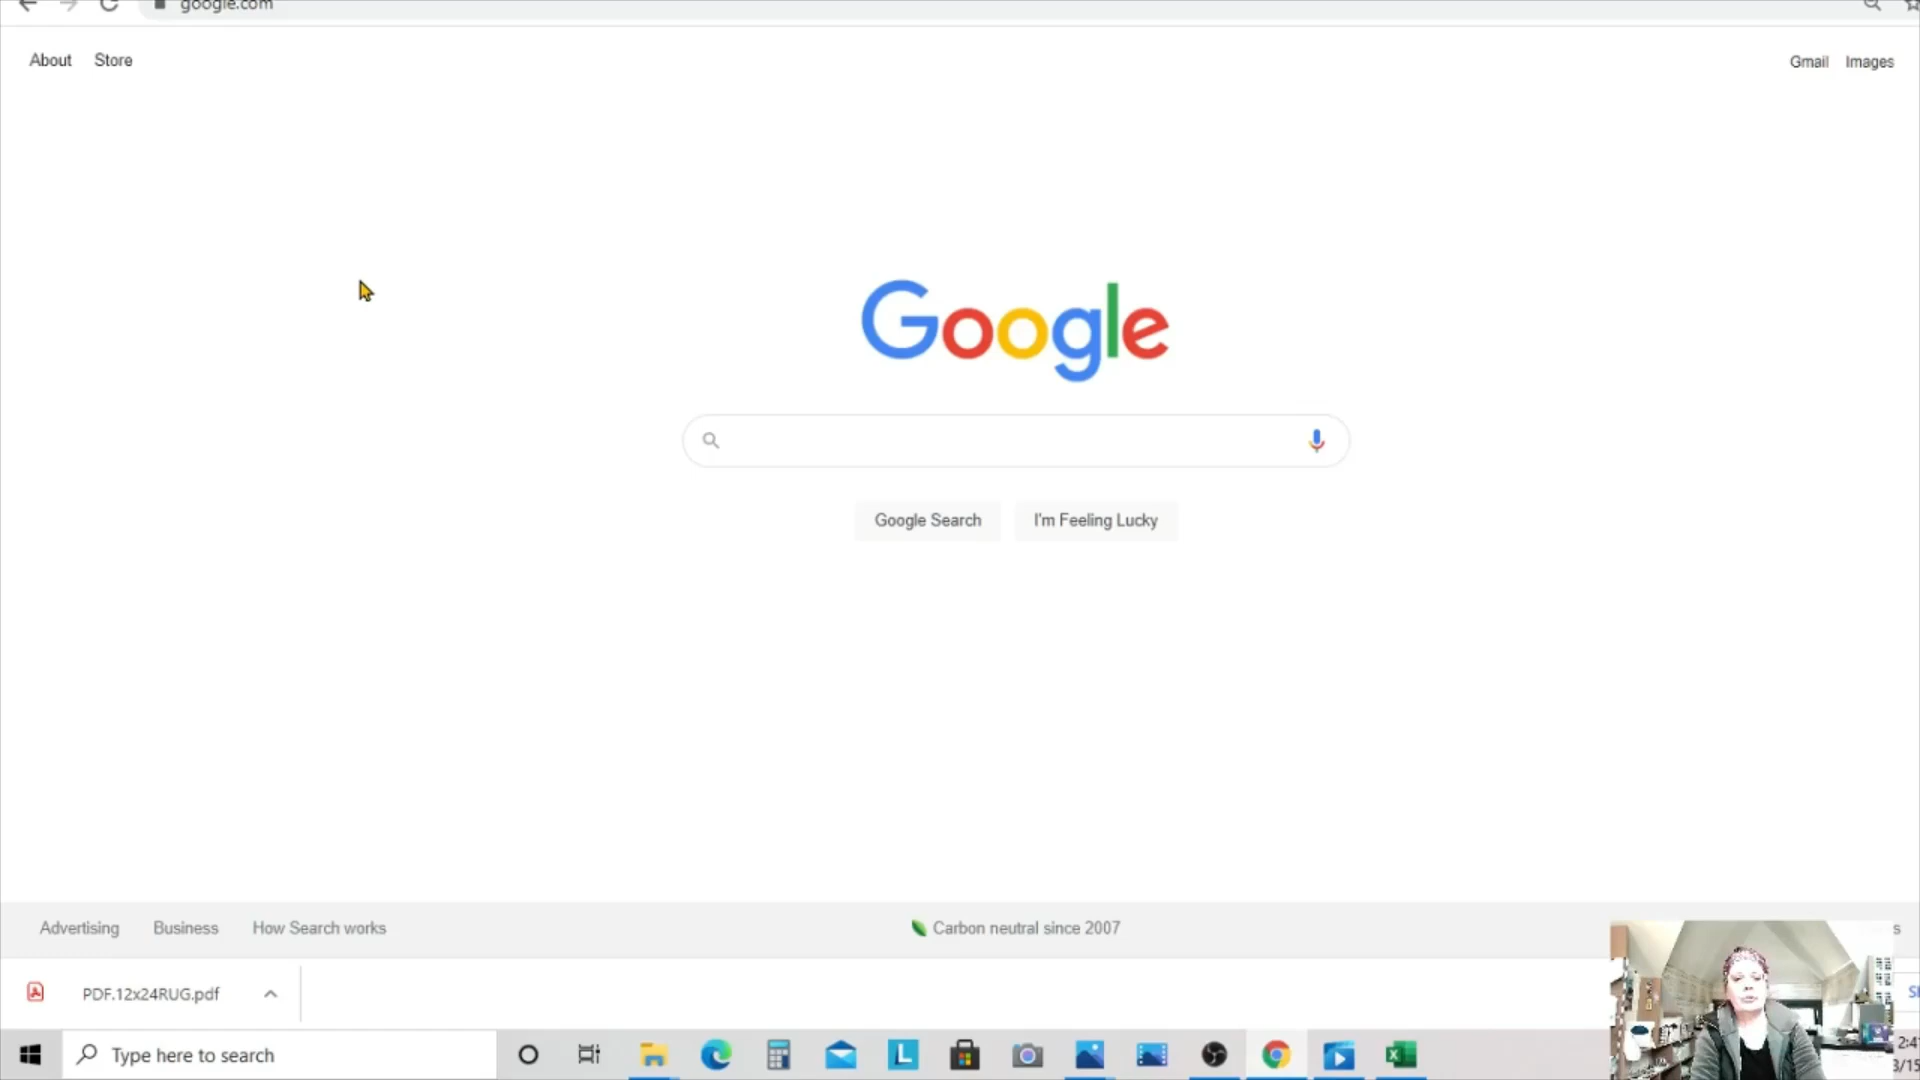 google.com
About Store
Gmail Images
Google
Google Search I'm Feeling Lucky
Advertising Business How Search works
Carbon neutral since 2007
PDF.12x24RUG.pdf
Type here to search